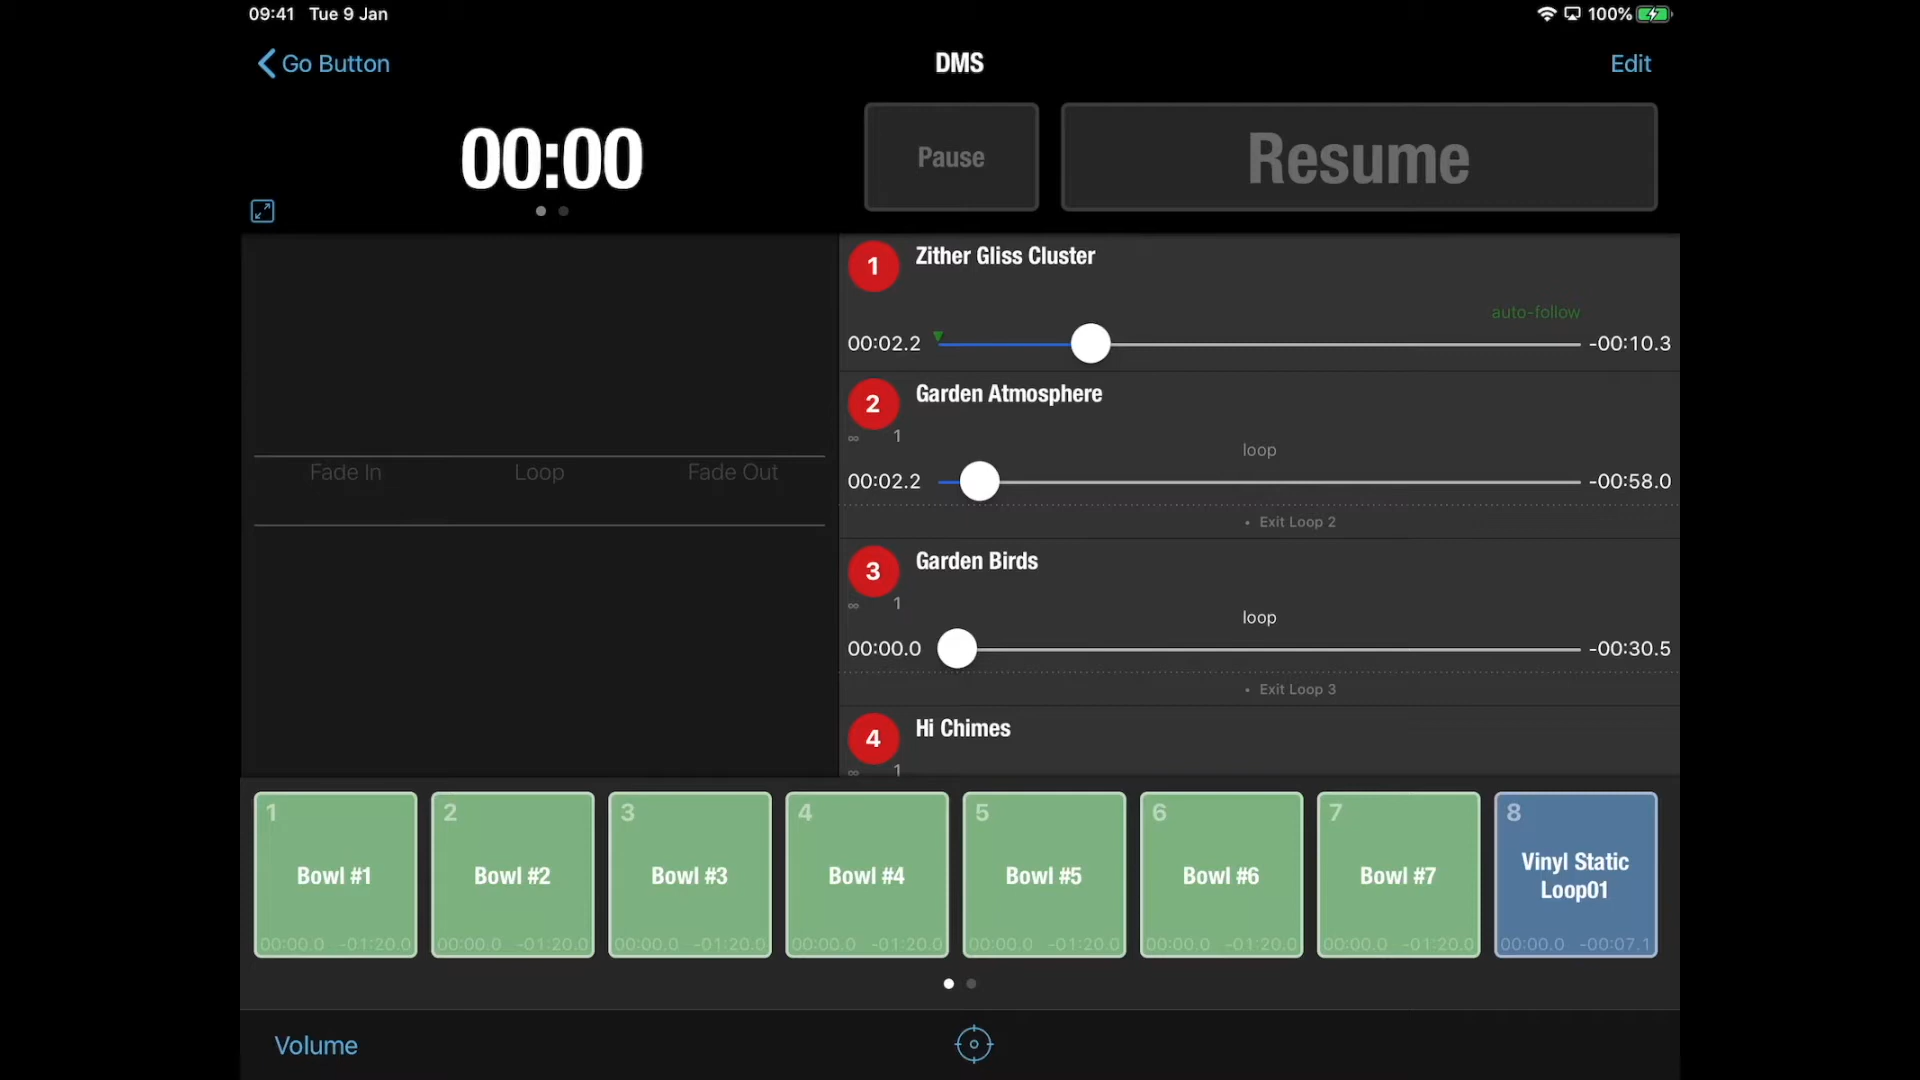 09:41 Tue 9 Jan
100%
Go Button
DMS
Edit
00:00
Pause
Resume
1
Zither Gliss Cluster
auto-follow
00:02.2
-00:10.3
2
Garden Atmosphere
∞ 1
loop
00:02.2
-00:58.0
• Exit Loop 2
3
Garden Birds
∞ 1
loop
00:00.0
-00:30.5
• Exit Loop 3
4
Hi Chimes
∞ 1
Fade In
Loop
Fade Out
1
Bowl #1
00:00.0 -01:20.0
2
Bowl #2
00:00.0 -01:20.0
3
Bowl #3
00:00.0 -01:20.0
4
Bowl #4
00:00.0 -01:20.0
5
Bowl #5
00:00.0 -01:20.0
6
Bowl #6
00:00.0 -01:20.0
7
Bowl #7
00:00.0 -01:20.0
8
Vinyl Static
Loop01
00:00.0 -00:07.1
Volume